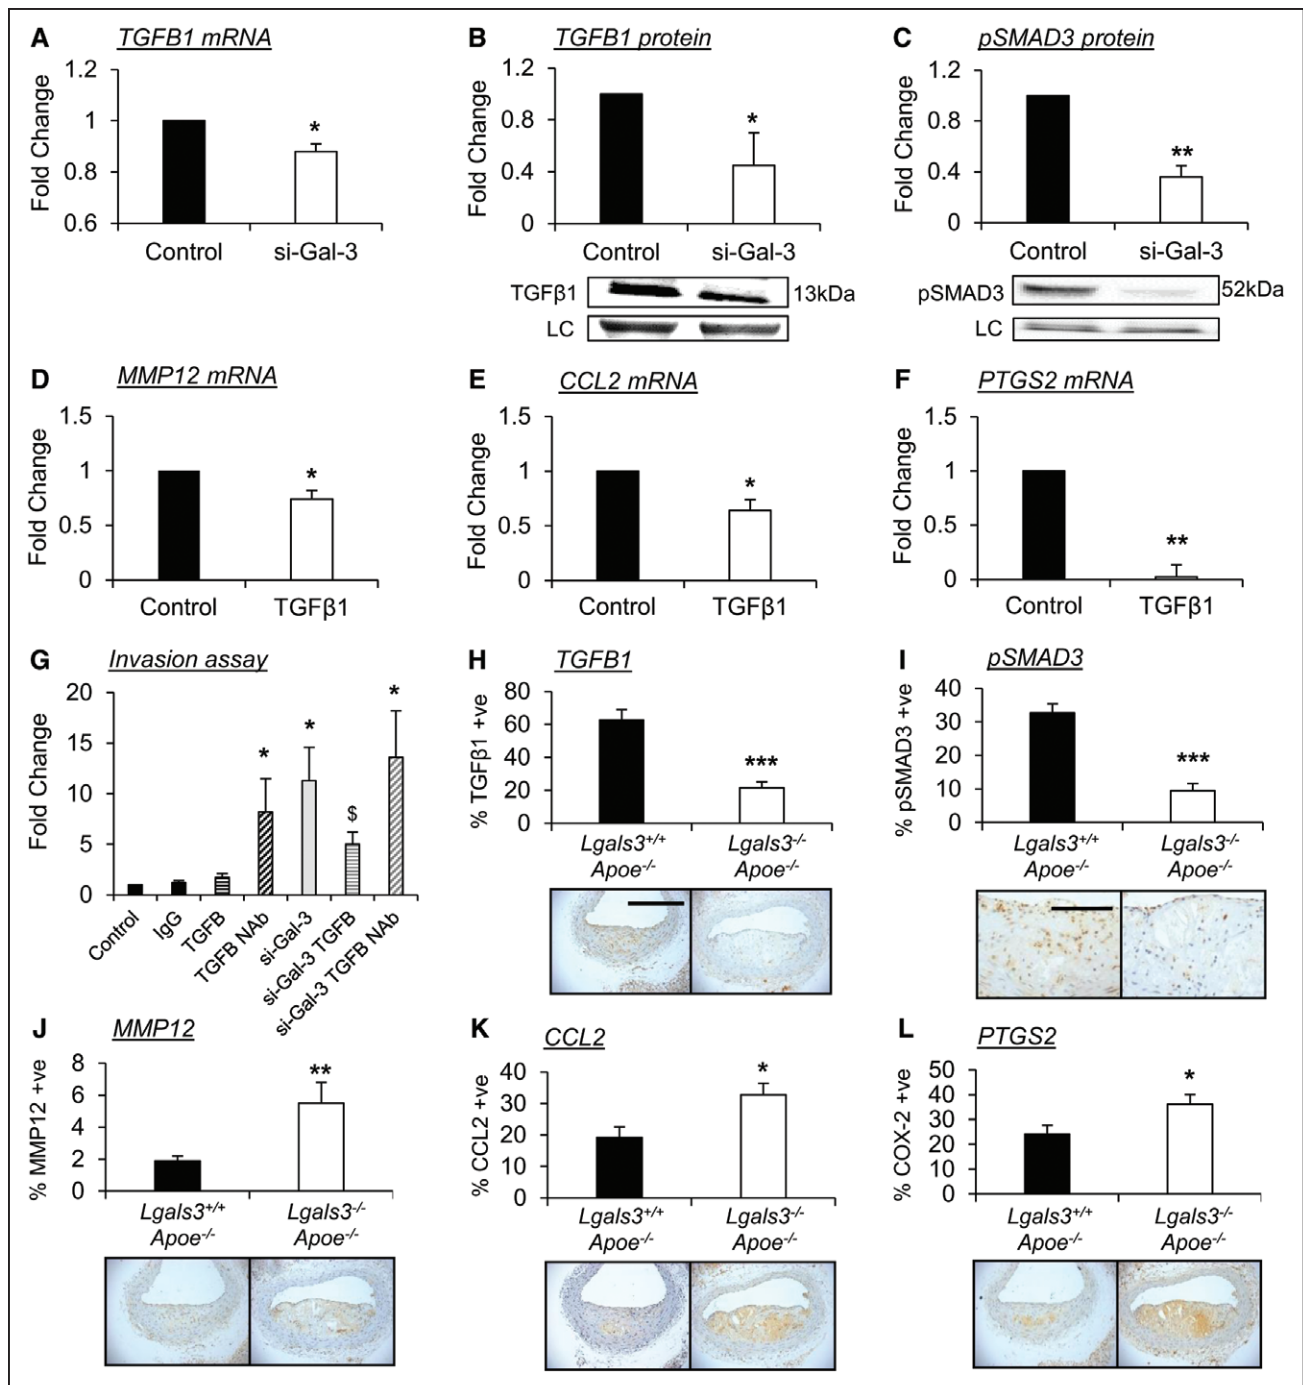 A TGFB1 mRNA
Fold Change
1.2
1
0.8
0.6
*
Control si-Gal-3
B TGFB1 protein
Fold Change
1.2
0.8
0.4
0
*
Control si-Gal-3
TGFβ1 13kDa
LC
C pSMAD3 protein
Fold Change
1.2
0.8
0.4
0
**
Control si-Gal-3
pSMAD3 52kDa
LC
D MMP12 mRNA
Fold Change
1.5
1
0.5
0
*
Control TGFβ1
E CCL2 mRNA
Fold Change
1.5
1
0.5
0
*
Control TGFβ1
F PTGS2 mRNA
Fold Change
1.5
1
0.5
0
**
Control TGFβ1
G Invasion assay
Fold Change
20
15
10
5
0
* * $ *
Control
IgG
TGFB
TGFB NAb
si-Gal-3
si-Gal-3 TGFB
si-Gal-3 TGFB NAb
H TGFB1
% TGFβ1 +ve
80
60
40
20
0
***
Lgals3+/+ Lgals3-/-
Apoe-/- Apoe-/-
I pSMAD3
% pSMAD3 +ve
40
30
20
10
0
***
Lgals3+/+ Lgals3-/-
Apoe-/- Apoe-/-
J MMP12
% MMP12 +ve
8
6
4
2
0
**
Lgals3+/+ Lgals3-/-
Apoe-/- Apoe-/-
K CCL2
% CCL2 +ve
40
30
20
10
0
*
Lgals3+/+ Lgals3-/-
Apoe-/- Apoe-/-
L PTGS2
% COX-2 +ve
50
40
30
20
10
0
*
Lgals3+/+ Lgals3-/-
Apoe-/- Apoe-/-